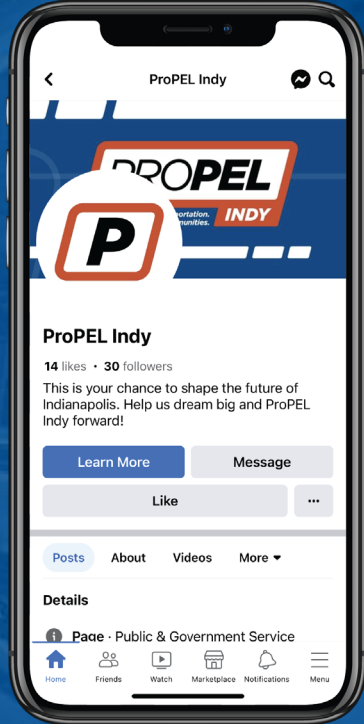 ProPEL Indy
PROPEL
INDY
P
ProPEL Indy
14 likes • 30 followers
This is your chance to shape the future of
Indianapolis. Help us dream big and ProPEL
Indy forward!
Learn More
Message
Like
Posts
About
Videos
More
Details
Page · Public & Government Service
Home
Friends
Watch
Marketplace
Notifications
Menu